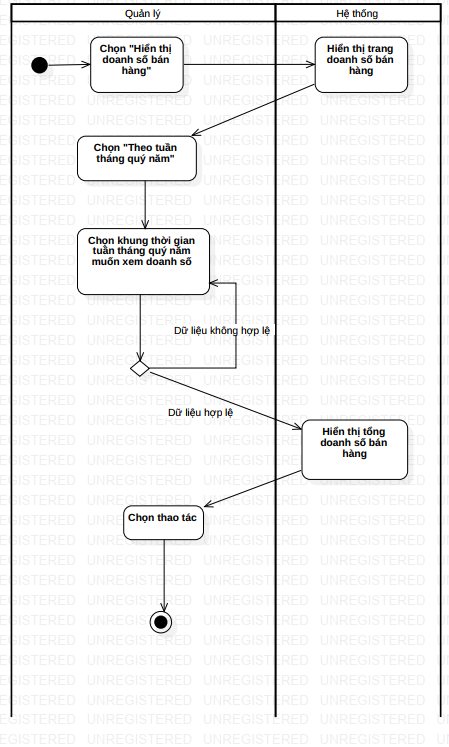 Quản lý
Hệ thống
Chọn "Hiển thị
doanh số bán
hàng"
Hiển thị trang
doanh số bán
hàng
Chọn "Theo tuần
tháng quý năm"
Chọn khung thời gian
tuần tháng quý năm
muốn xem doanh số
Dữ liệu không hợp lệ
Dữ liệu hợp lệ
Hiển thị tổng
doanh số bán
hàng
Chọn thao tác
UNREGISTERED